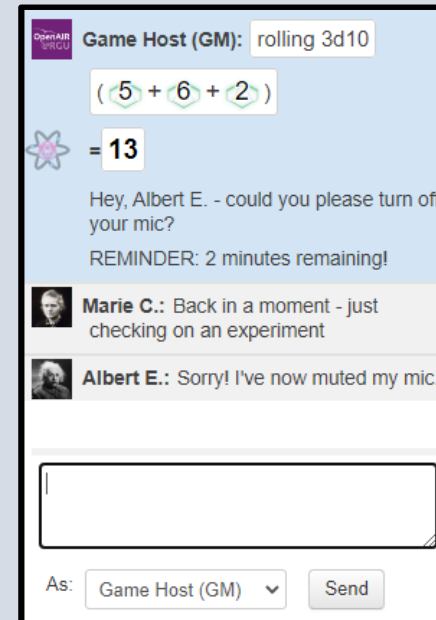 OpenAIR
@RGU
Game Host (GM): rolling 3d10
( 5 + 6 + 2 )
= 13
Hey, Albert E. - could you please turn off
your mic?
REMINDER: 2 minutes remaining!
Marie C.: Back in a moment - just
checking on an experiment
Albert E.: Sorry! I've now muted my mic.
As: Game Host (GM) Send